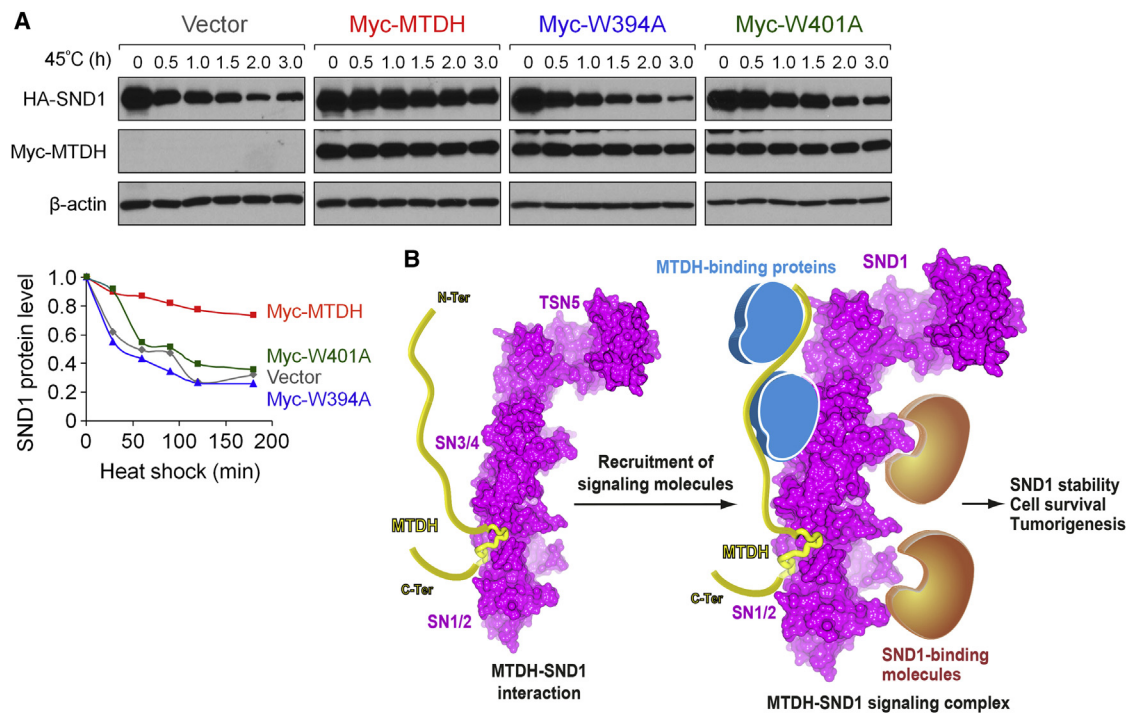 A
Vector
Myc-MTDH
Myc-W394A
Myc-W401A
45°C (h)
0 0.5 1.0 1.5 2.0 3.0
0 0.5 1.0 1.5 2.0 3.0
0 0.5 1.0 1.5 2.0 3.0
0 0.5 1.0 1.5 2.0 3.0
HA-SND1
Myc-MTDH
β-actin
SND1 protein level
1.0
0.8
0.6
0.4
0.2
0
0 50 100 150 200
Heat shock (min)
Myc-MTDH
Myc-W401A
Vector
Myc-W394A
B
N-Ter
TSN5
SN3/4
MTDH
C-Ter
SN1/2
MTDH-SND1
interaction
Recruitment of
signaling molecules
MTDH-binding proteins
SND1
MTDH
C-Ter
SN1/2
SND1-binding
molecules
MTDH-SND1 signaling complex
SND1 stability
Cell survival
Tumorigenesis